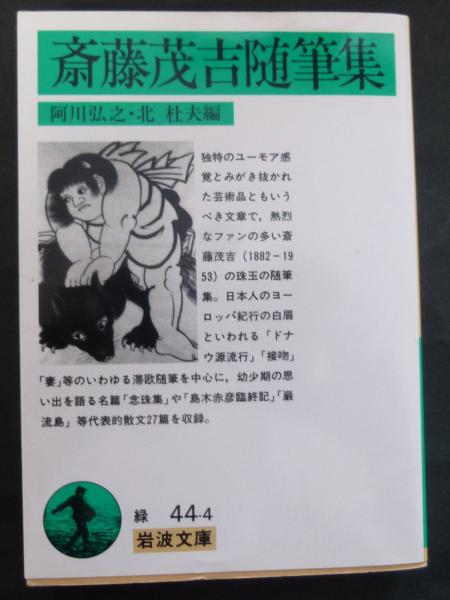 斎藤茂吉随筆集
阿川弘之・北 杜夫編
独特のユーモア感
覚とみがき抜かれ
た芸術品ともいう
べき文章で，熱烈
なファンの多い斎
藤茂吉（1882－19
53）の珠玉の随筆
集。日本人のヨー
ロッパ紀行の白眉
といわれる「ドナ
ウ源流行」「接吻」
「妻」等のいわゆる滞欧随筆を中心に，幼少期の思
い出を語る名篇「念珠集」や「島木赤彦臨終記」「巌
流島」等代表的散文27篇を収録。
緑 44-4
岩波文庫